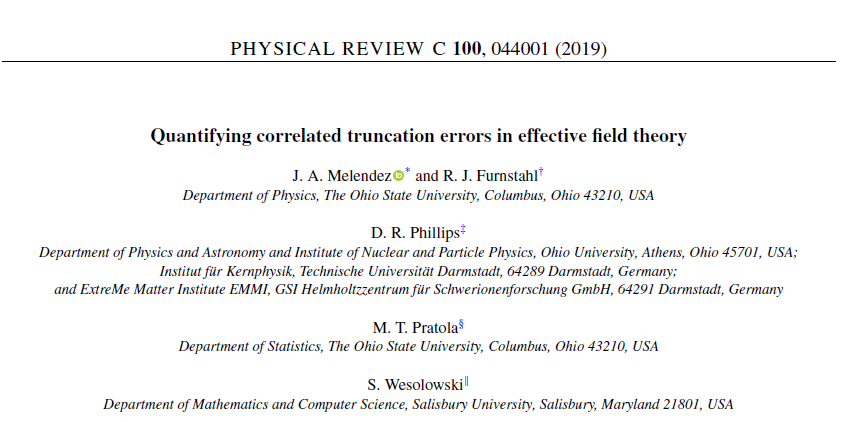 PHYSICAL REVIEW C 100, 044001 (2019)
Quantifying correlated truncation errors in effective field theory
J. A. Melendez * and R. J. Furnstahl†
Department of Physics, The Ohio State University, Columbus, Ohio 43210, USA
D. R. Phillips‡
Department of Physics and Astronomy and Institute of Nuclear and Particle Physics, Ohio University, Athens, Ohio 45701, USA;
Institut für Kernphysik, Technische Universität Darmstadt, 64289 Darmstadt, Germany;
and ExtreMe Matter Institute EMMI, GSI Helmholtzzentrum für Schwerionenforschung GmbH, 64291 Darmstadt, Germany
M. T. Pratola§
Department of Statistics, The Ohio State University, Columbus, Ohio 43210, USA
S. Wesolowski‖
Department of Mathematics and Computer Science, Salisbury University, Salisbury, Maryland 21801, USA